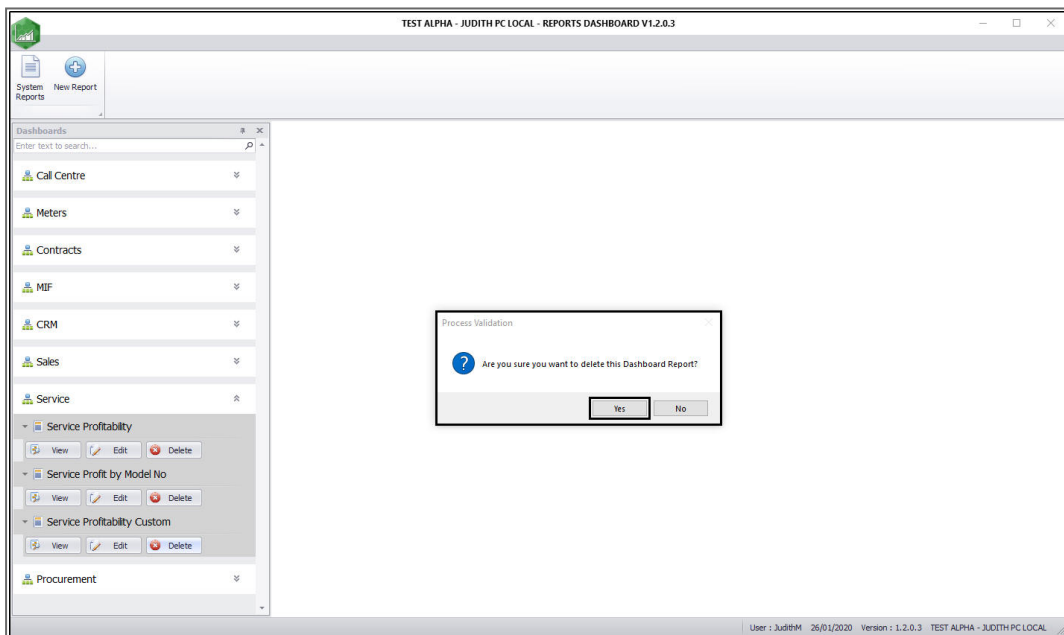 TEST ALPHA - JUDITH PC LOCAL - REPORTS DASHBOARD V1.2.0.3
System Reports
New Report
Dashboards
Enter text to search...
Call Centre
Meters
Contracts
MIF
CRM
Sales
Service
Service Profitability
View Edit Delete
Service Profit by Model No
View Edit Delete
Service Profitability Custom
View Edit Delete
Procurement
Process Validation
Are you sure you want to delete this Dashboard Report?
Yes No
User : JudithM 26/01/2020 Version : 1.2.0.3 TEST ALPHA - JUDITH PC LOCAL